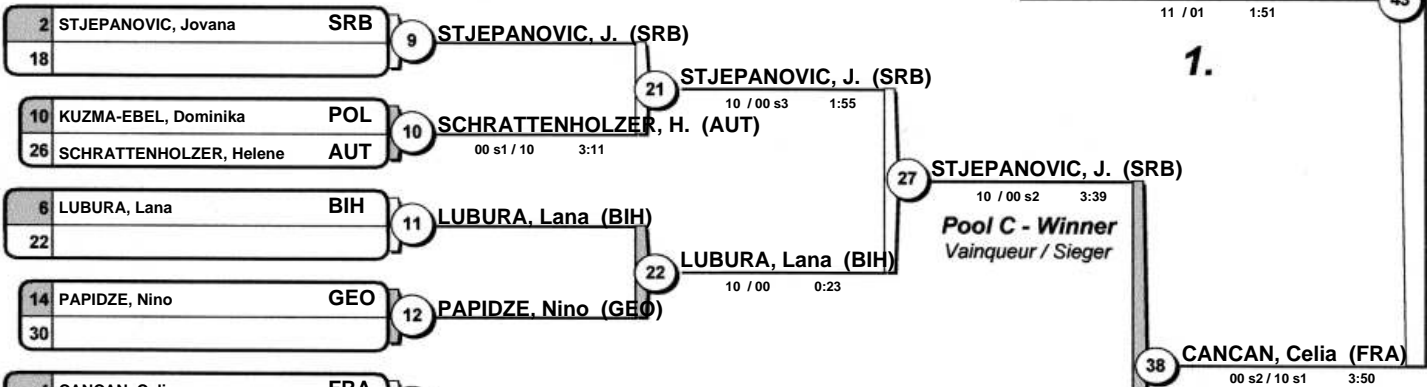 2 STJEPANOVIC, Jovana SRB
18
9
STJEPANOVIC, J. (SRB)
10 KUZMA-EBEL, Dominika POL
26 SCHRATTENHOLZER, Helene AUT
10
SCHRATTENHOLZER, H. (AUT)
00 s1 / 10 3:11
21
STJEPANOVIC, J. (SRB)
10 / 00 s3 1:55
6 LUBURA, Lana BIH
22
11
LUBURA, Lana (BIH)
14 PAPIDZE, Nino GEO
30
12
PAPIDZE, Nino (GEO)
22
LUBURA, Lana (BIH)
10 / 00 0:23
27
STJEPANOVIC, J. (SRB)
10 / 00 s2 3:39
Pool C - Winner
Vainqueur / Sieger
11 / 01 1:51
43
1.
38
CANCAN, Celia (FRA)
00 s2 / 10 s1 3:50
FRA